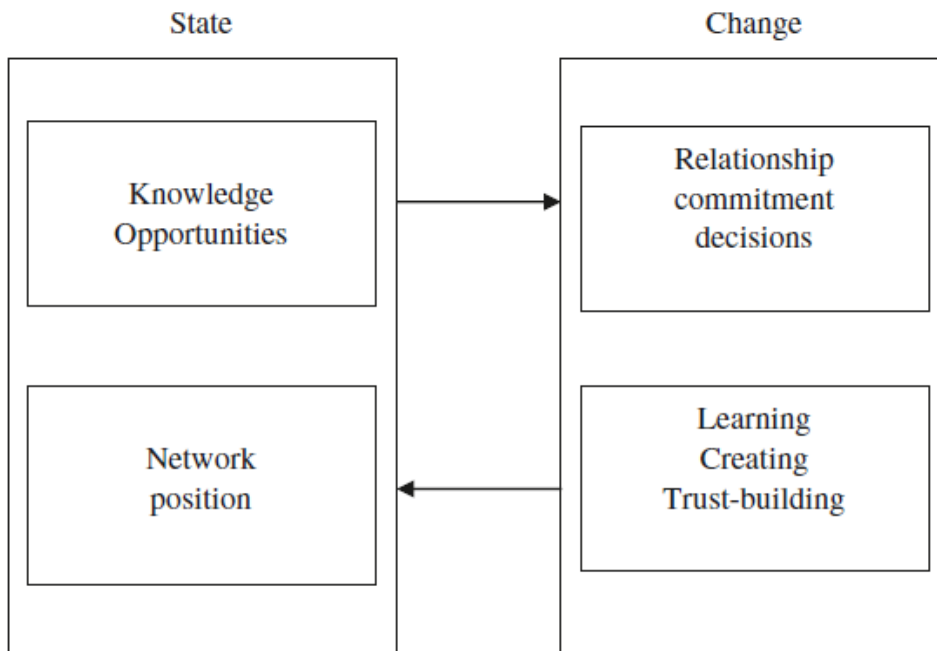 State
Change
Knowledge
Opportunities
Relationship
commitment
decisions
Network
position
Learning
Creating
Trust-building